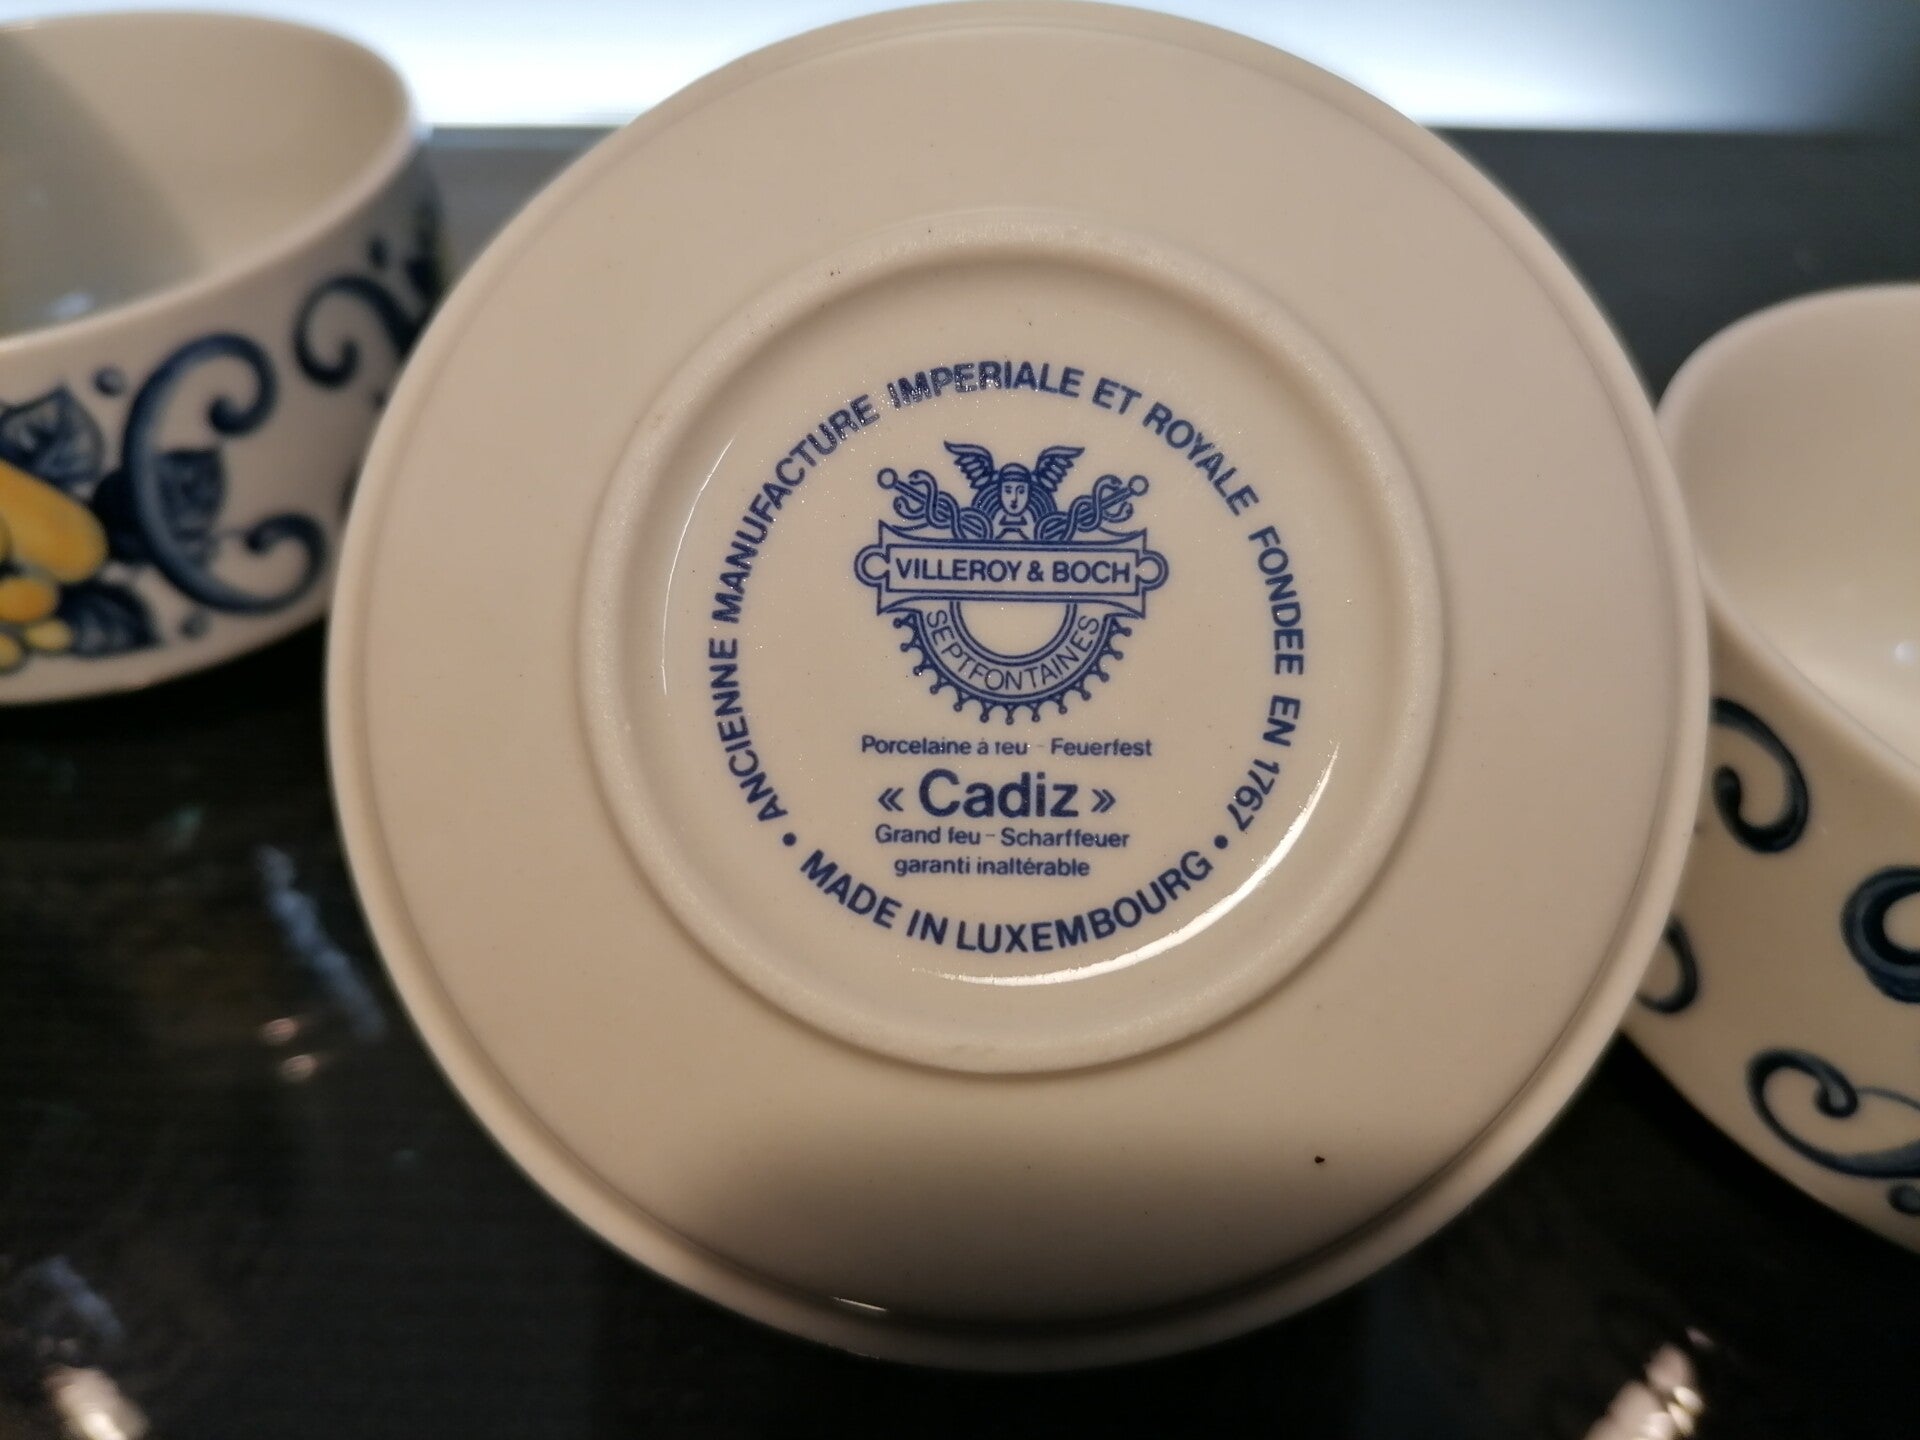 ANCIENNE MANUFACTURE IMPERIALE ET ROYALE FONDEE EN 1767
VILLEROY & BOCH
SEPTFONTAINES
Porcelaine à feu - Feuerfest
« Cadiz »
Grand feu - Scharffeuer
garanti inaltérable
• MADE IN LUXEMBOURG •